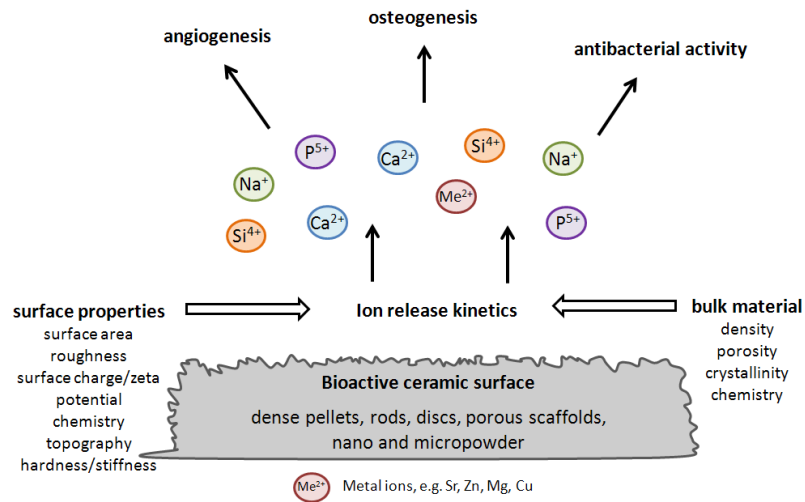 osteogenesis
angiogenesis
antibacterial activity
P5+
Ca2+
Si4+
Na+
Na+
Me2+
Si4+
Ca2+
P5+
surface properties
surface area
roughness
surface charge/zeta
potential
chemistry
topography
hardness/stiffness
Ion release kinetics
bulk material
density
porosity
crystallinity
chemistry
Bioactive ceramic surface
dense pellets, rods, discs, porous scaffolds,
nano and micropowder
Me2+ Metal ions, e.g. Sr, Zn, Mg, Cu